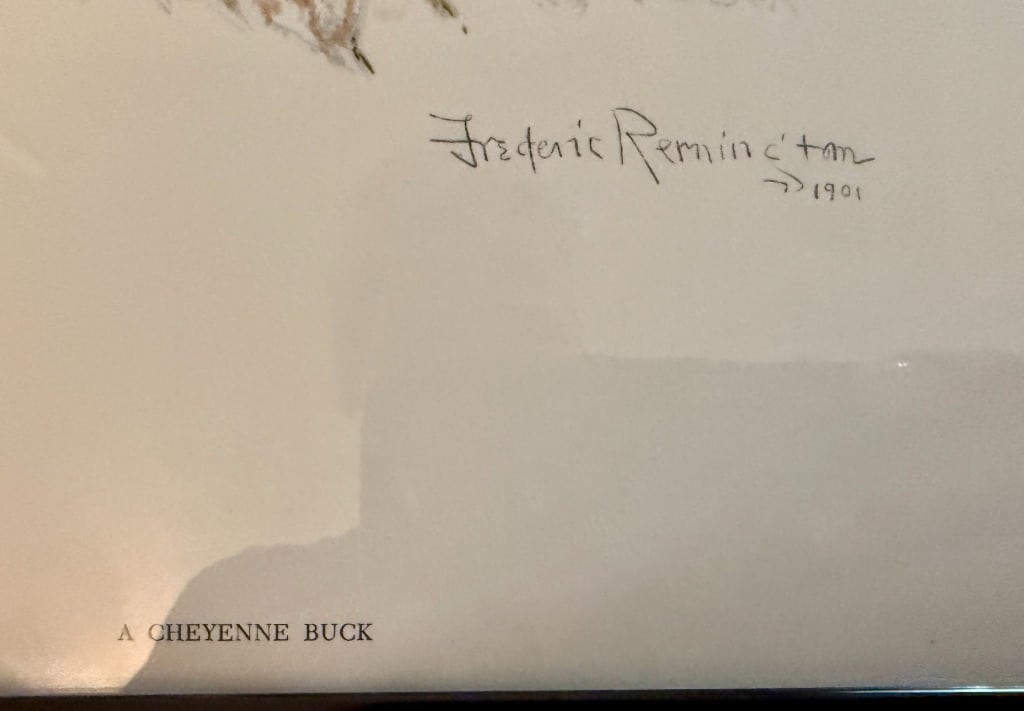 Frederic Remington
1901
A CHEYENNE BUCK